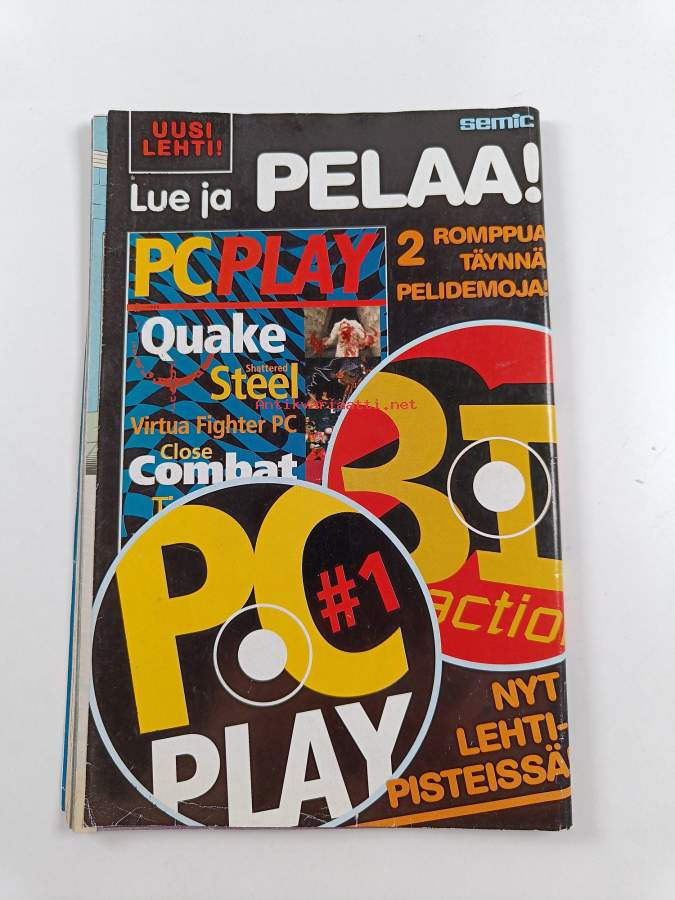 UUSI
LEHTI!
semic
Lue ja PELAA!
PC PLAY
2 ROMPPUA
TÄYNNÄ
PELIDEMOJA!
Quake
Shattered
Steel
Antikvariaatti.net
Virtua Fighter PC
Close
Combat
3I
action
PC
#1
PLAY
NYT
LEHTI-
PISTEISSÄ!